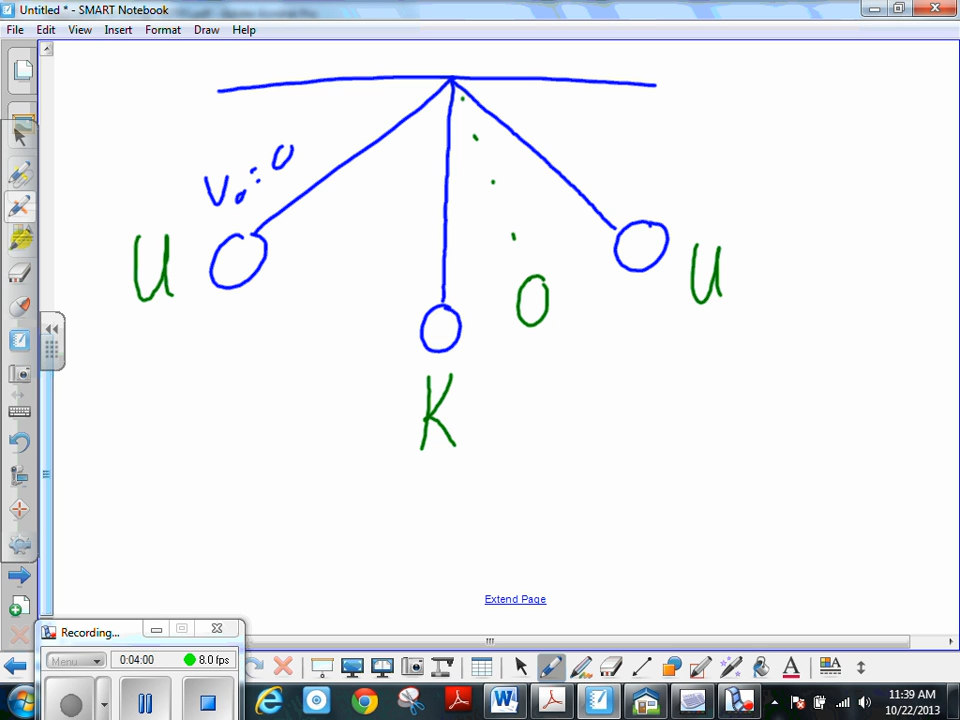 Untitled * - SMART Notebook
File Edit View Insert Format Draw Help
V₀ = 0
U
U
O
K
Extend Page
Recording...
Menu
0:04:00
8.0 fps
11:39 AM
10/22/2013